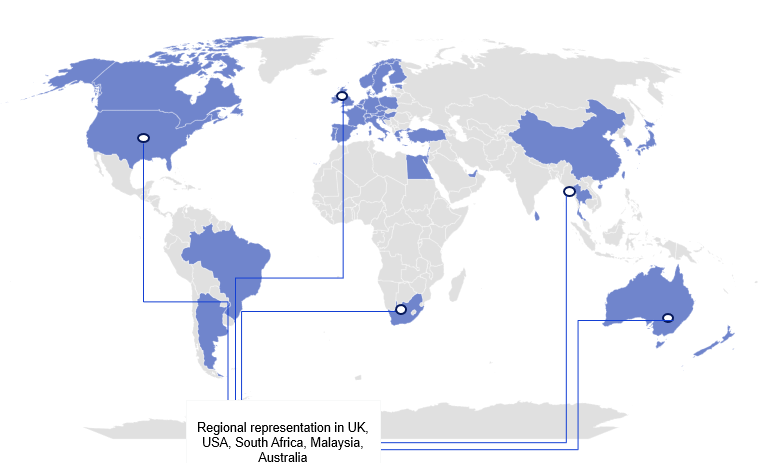 Regional representation in UK,
USA, South Africa, Malaysia,
Australia